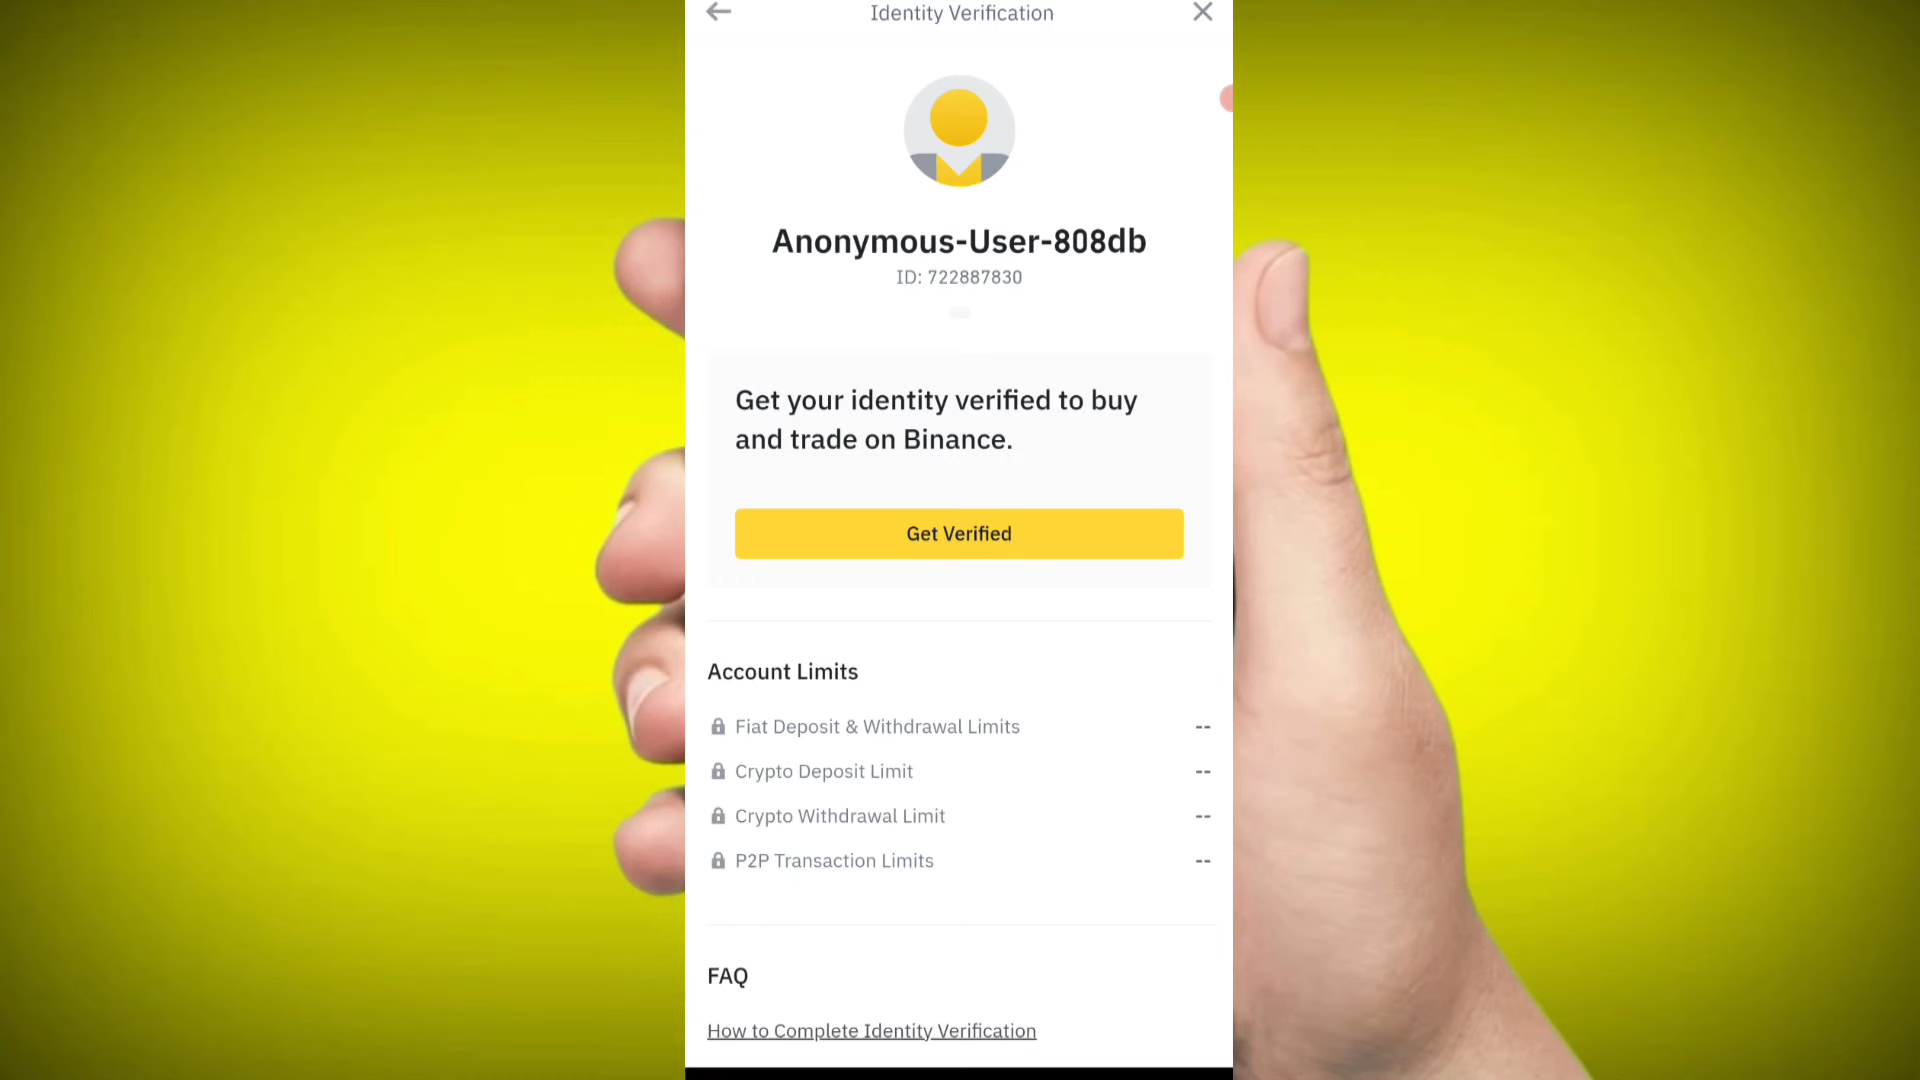 Identity Verification
Anonymous-User-808db
ID: 722887830
Get your identity verified to buy
and trade on Binance.
Get Verified
Account Limits
Fiat Deposit & Withdrawal Limits --
Crypto Deposit Limit --
Crypto Withdrawal Limit --
P2P Transaction Limits --
FAQ
How to Complete Identity Verification